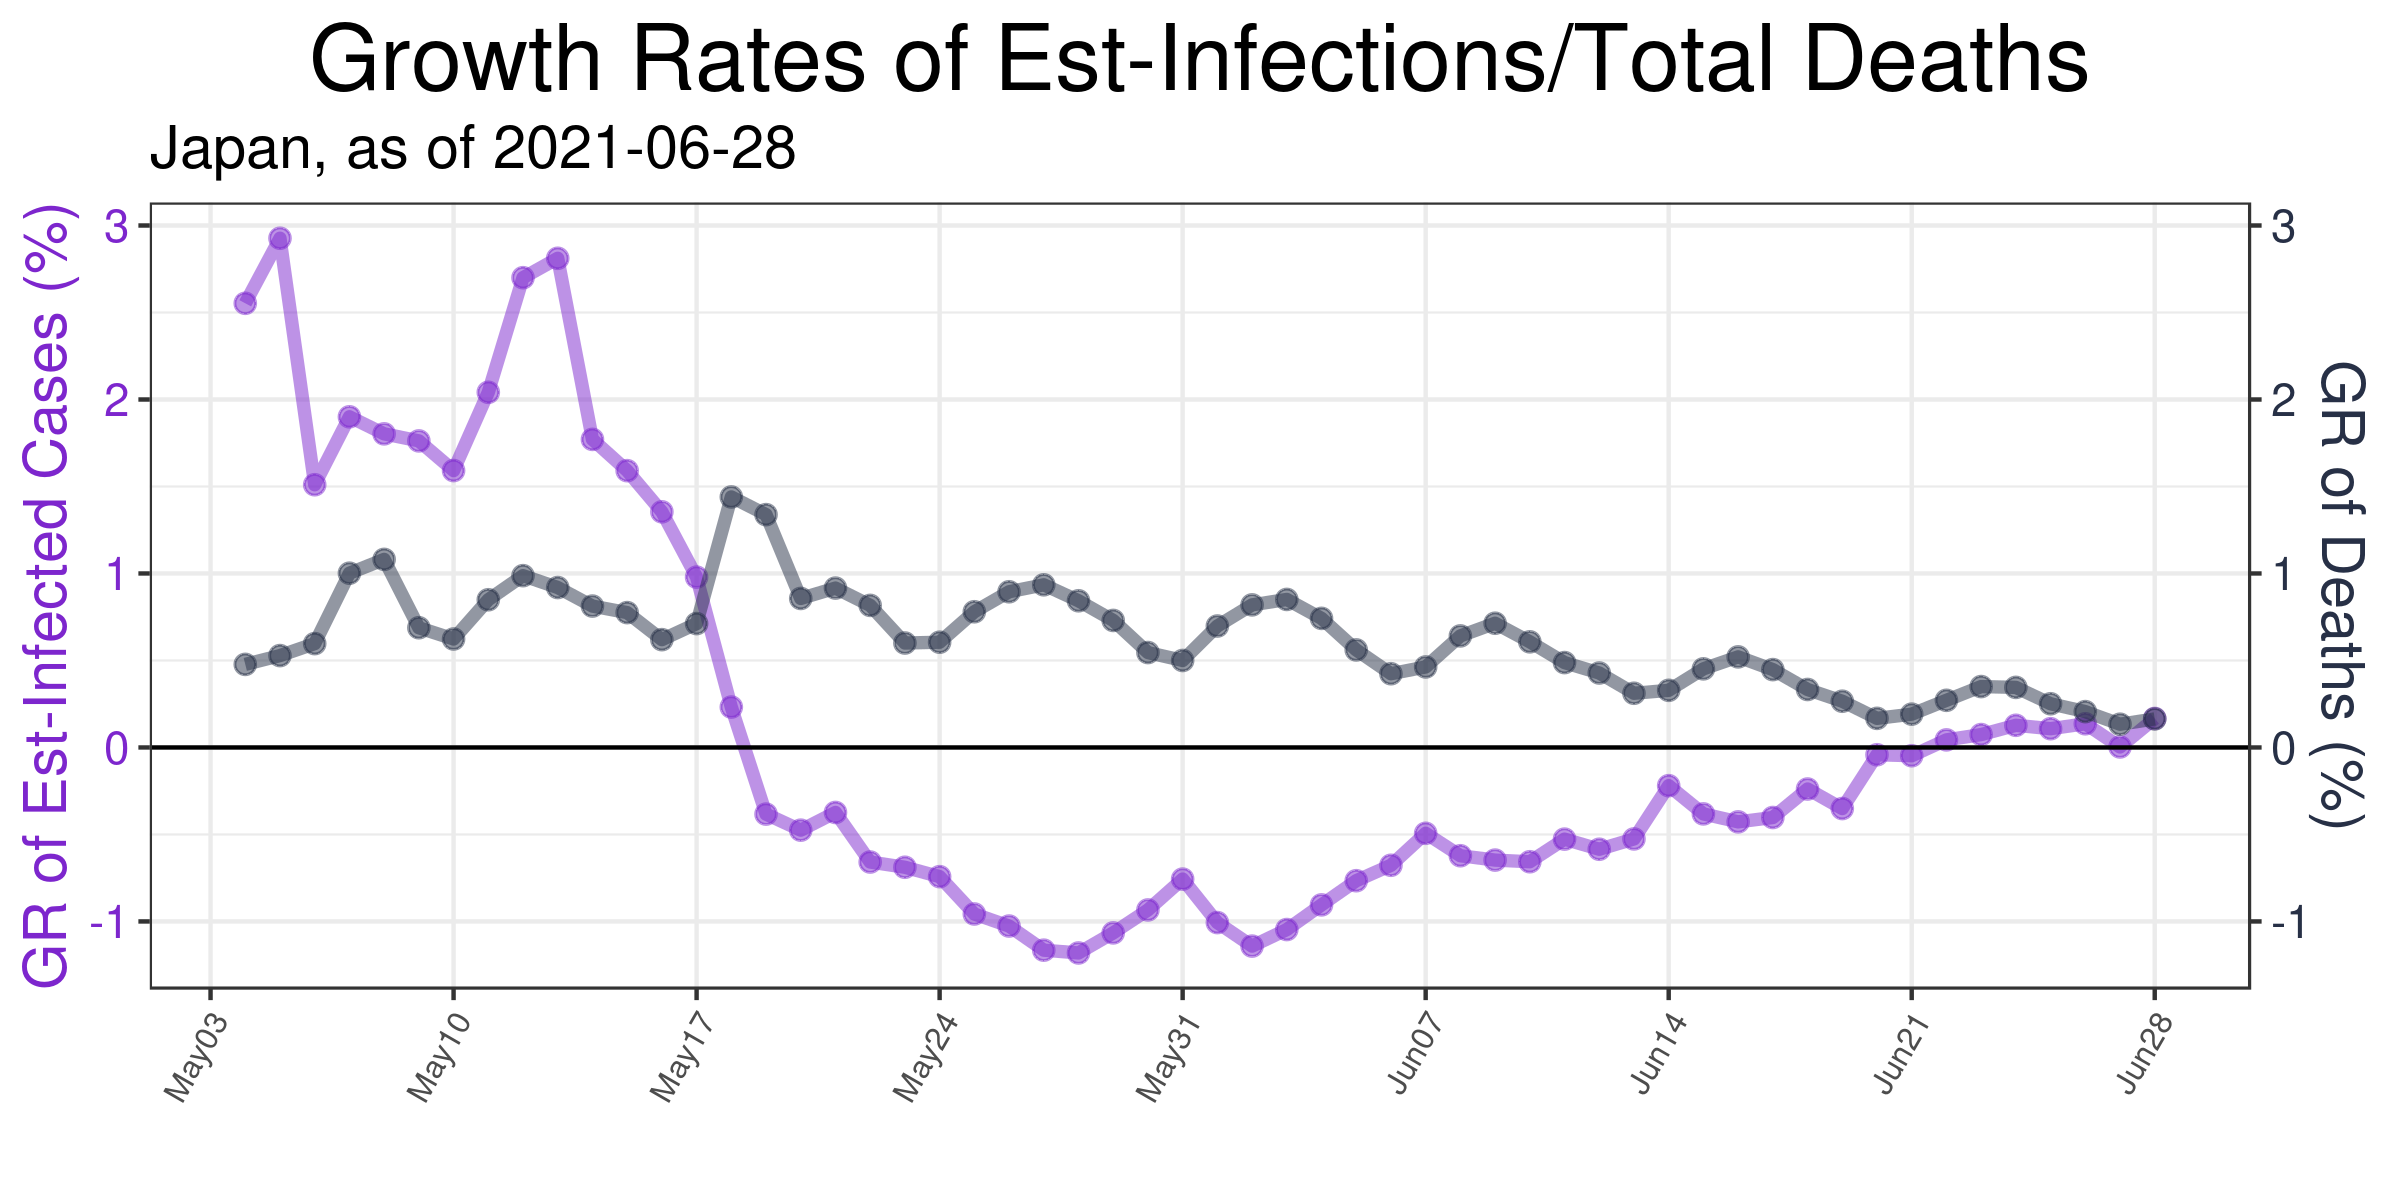 Growth Rates of Est-Infections/Total Deaths
Japan, as of 2021-06-28
GR of Est-Infected Cases (%)
3
2
1
0
-1
3
2
1
0
-1
GR of Deaths (%)
May03
May10
May17
May24
May31
Jun07
Jun14
Jun21
Jun28